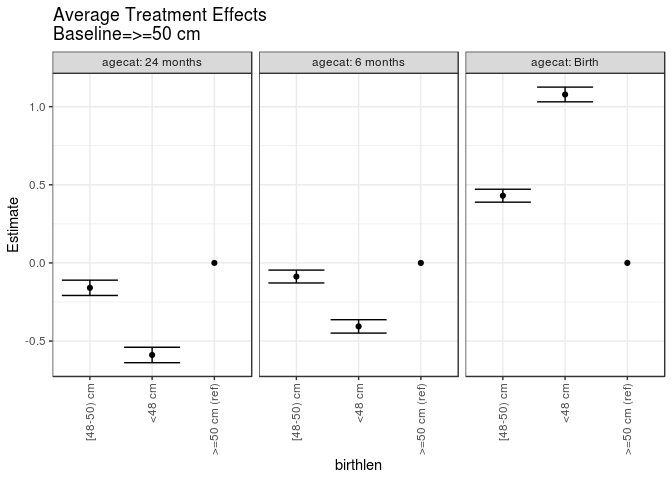 Average Treatment Effects
Baseline=>=50 cm
agecat: 24 months
agecat: 6 months
agecat: Birth
1.0
0.5
0.0
-0.5
Estimate
[48-50) cm
<48 cm
>=50 cm (ref)
[48-50) cm
<48 cm
>=50 cm (ref)
[48-50) cm
<48 cm
>=50 cm (ref)
birthlen